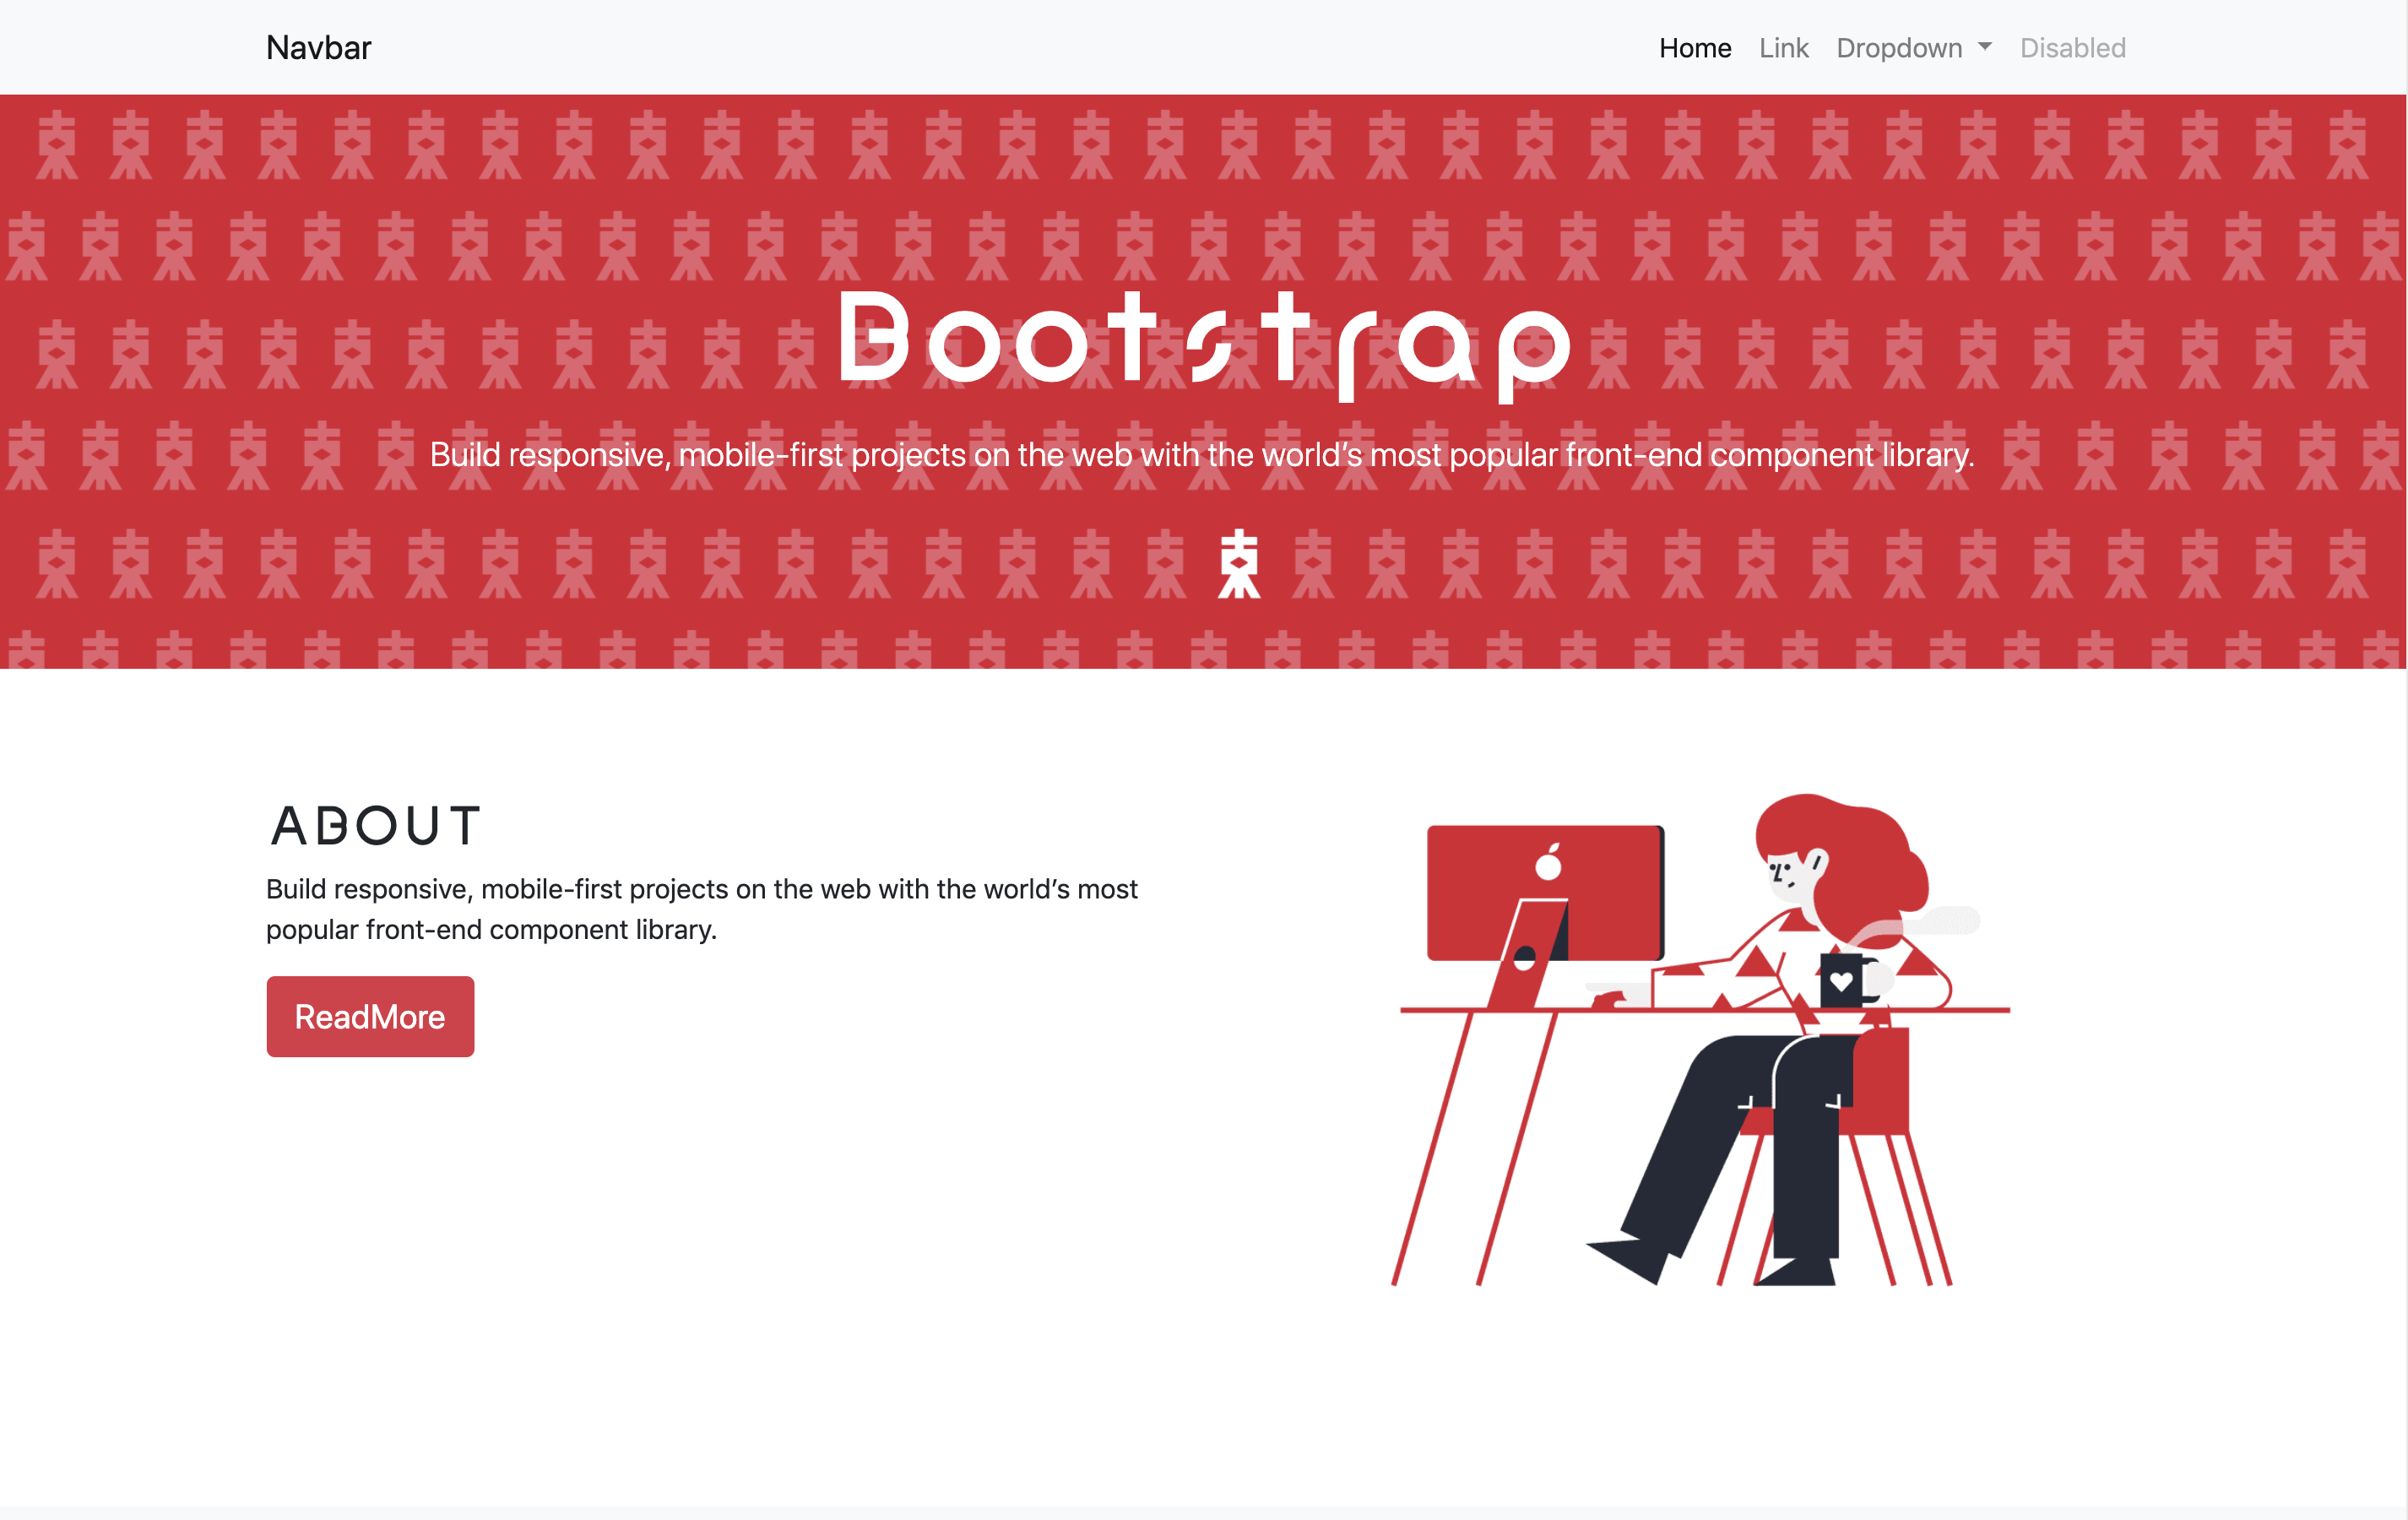 Navbar
Home Link Dropdown Disabled
Bootstrap
Build responsive, mobile-first projects on the web with the world’s most popular front-end component library.
ABOUT
Build responsive, mobile-first projects on the web with the world’s most
popular front-end component library.
ReadMore